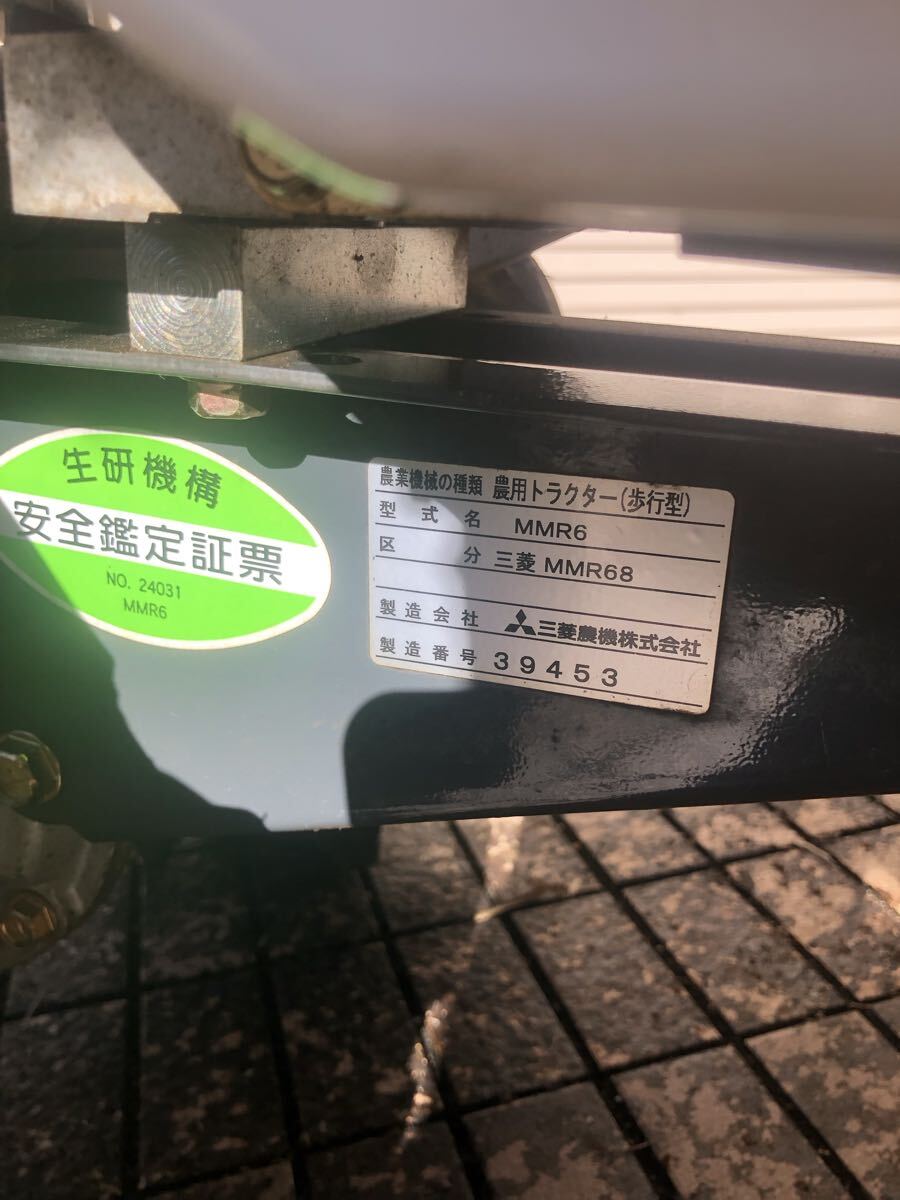 生研機構
安全鑑定証票
NO. 24031
MMR6
農業機械の種類 農用トラクター(歩行型)
型式名 MMR6
区分 三菱 MMR68
製造会社 三菱農機株式会社
製造番号 39453